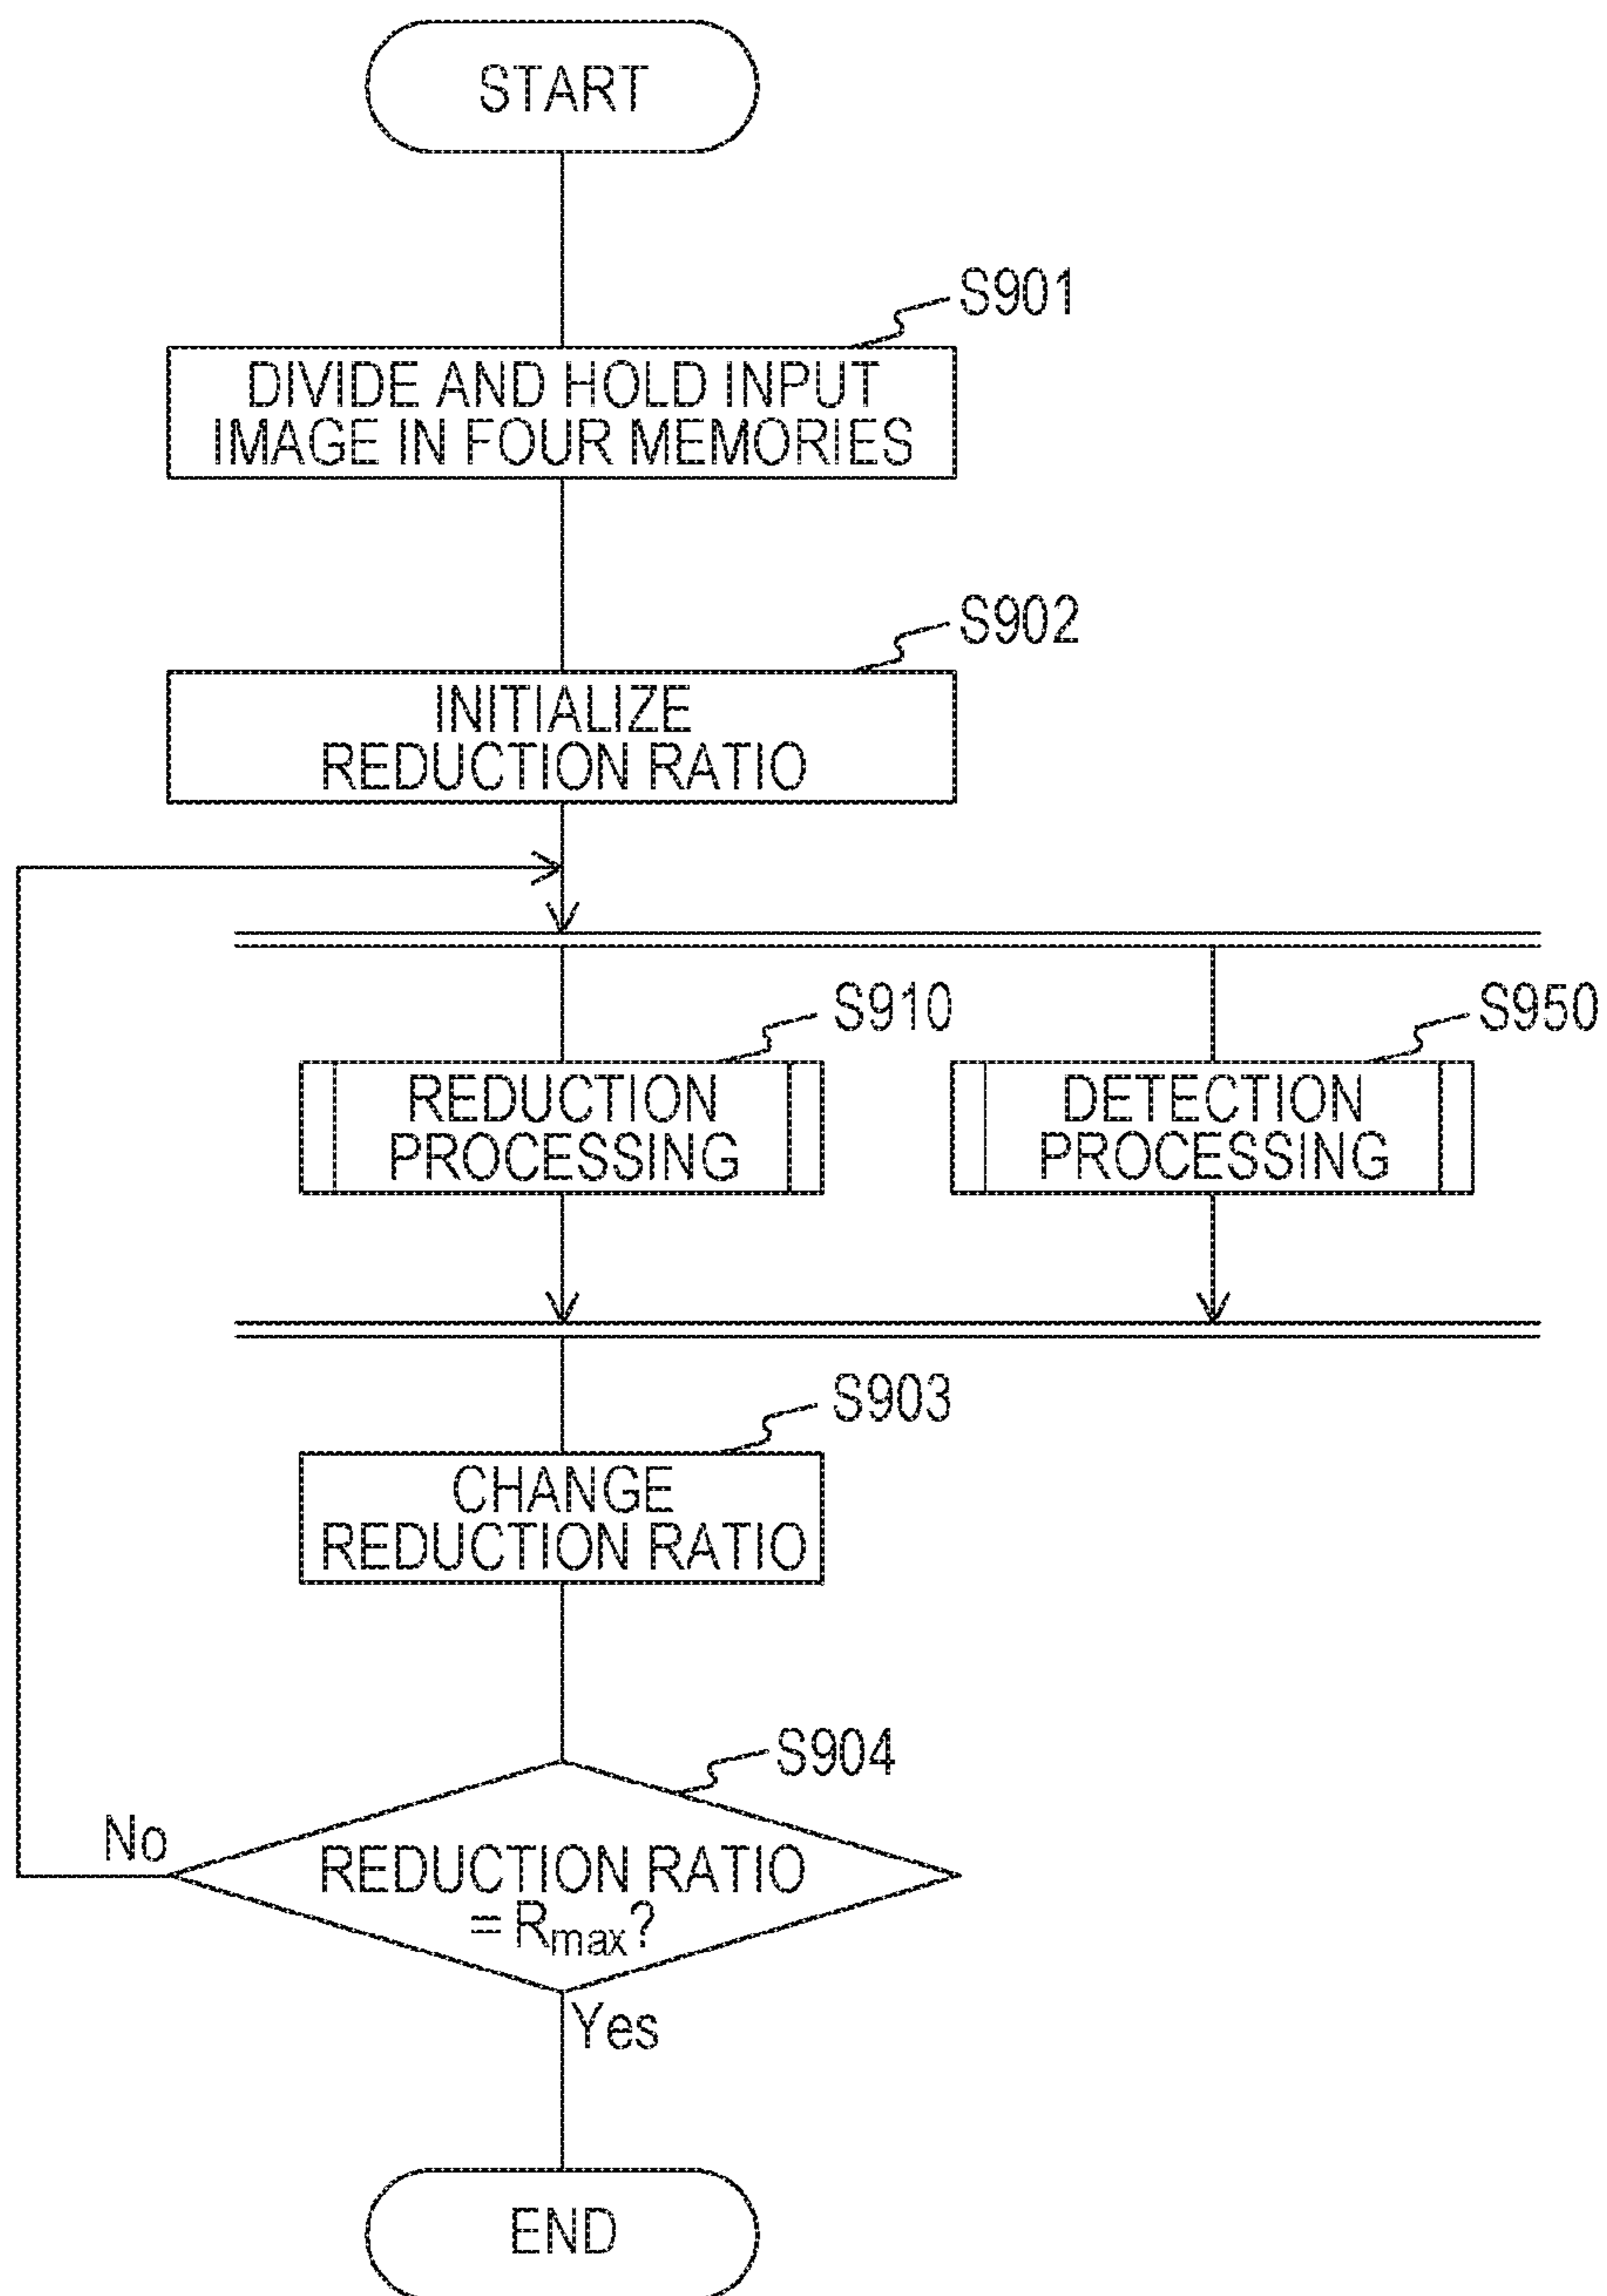 START
S901
DIVIDE AND HOLD INPUT
IMAGE IN FOUR MEMORIES
S902
INITIALIZE
REDUCTION RATIO
S910
REDUCTION
PROCESSING
S950
DETECTION
PROCESSING
S903
CHANGE
REDUCTION RATIO
S904
No
REDUCTION RATIO
= Rmax?
Yes
END